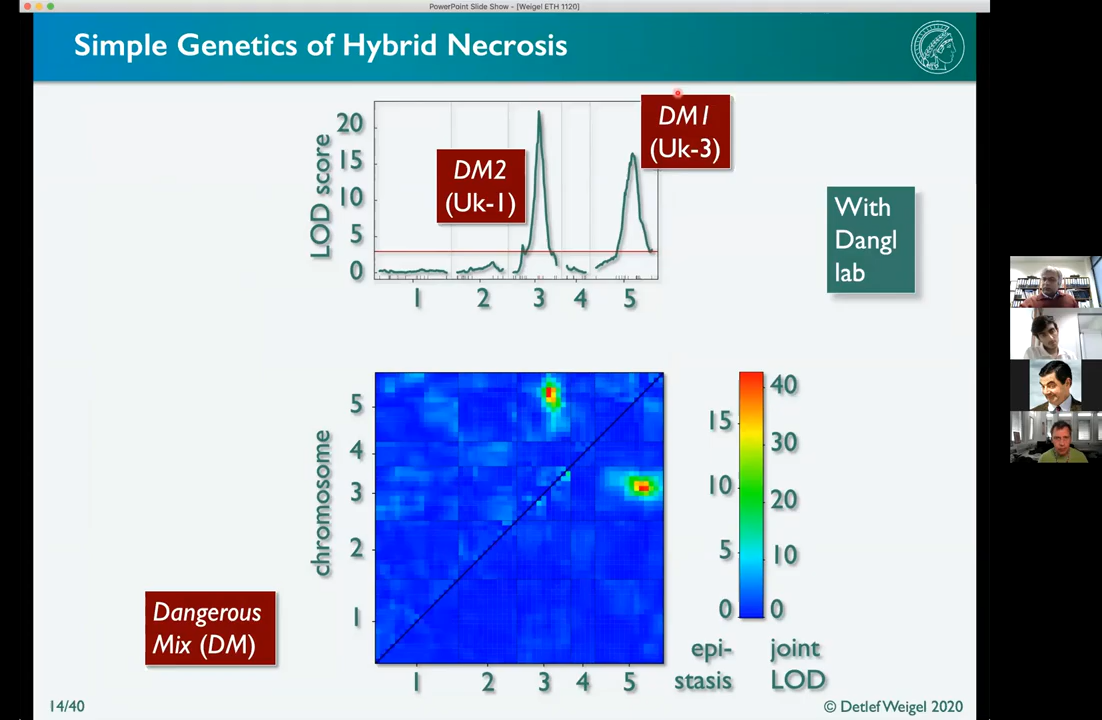 PowerPoint Slide Show - [Weigel ETH 1120]
Simple Genetics of Hybrid Necrosis
20
15
10
5
0
LOD score
DM2
(Uk-1)
DM1
(Uk-3)
1 2 3 4 5
With
Dangl
lab
5
4
3
2
1
chromosome
1 2 3 4 5
15
10
5
0
40
30
20
10
0
epi-
stasis
joint
LOD
Dangerous
Mix (DM)
14/40
© Detlef Weigel 2020